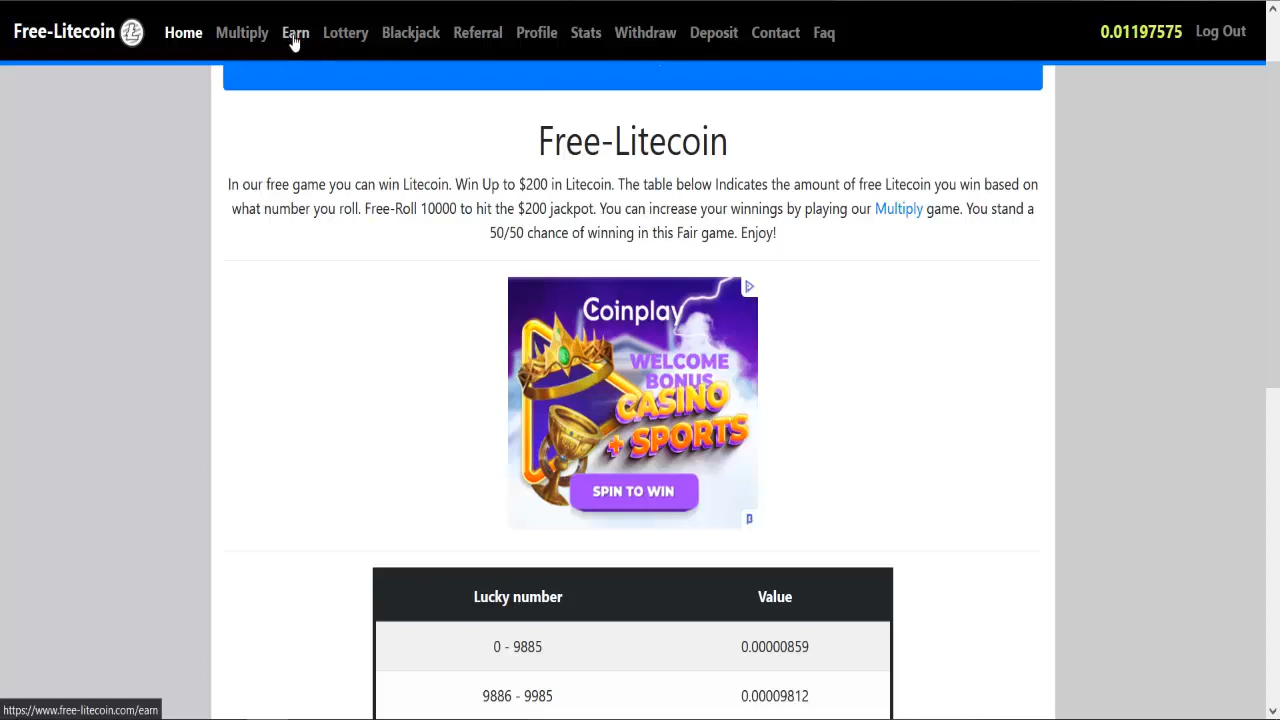 Free-Litecoin Home Multiply Earn Lottery Blackjack Referral Profile Stats Withdraw Deposit Contact Faq 0.01197575 Log Out
Free-Litecoin
In our free game you can win Litecoin. Win Up to $200 in Litecoin. The table below Indicates the amount of free Litecoin you win based on
what number you roll. Free-Roll 10000 to hit the $200 jackpot. You can increase your winnings by playing our Multiply game. You stand a
50/50 chance of winning in this Fair game. Enjoy!
Coinplay
WELCOME
BONUS
CASINO
+ SPORTS
SPIN TO WIN
Lucky number Value
0 - 9885 0.00000859
9886 - 9985 0.00009812
https://www.free-litecoin.com/earn